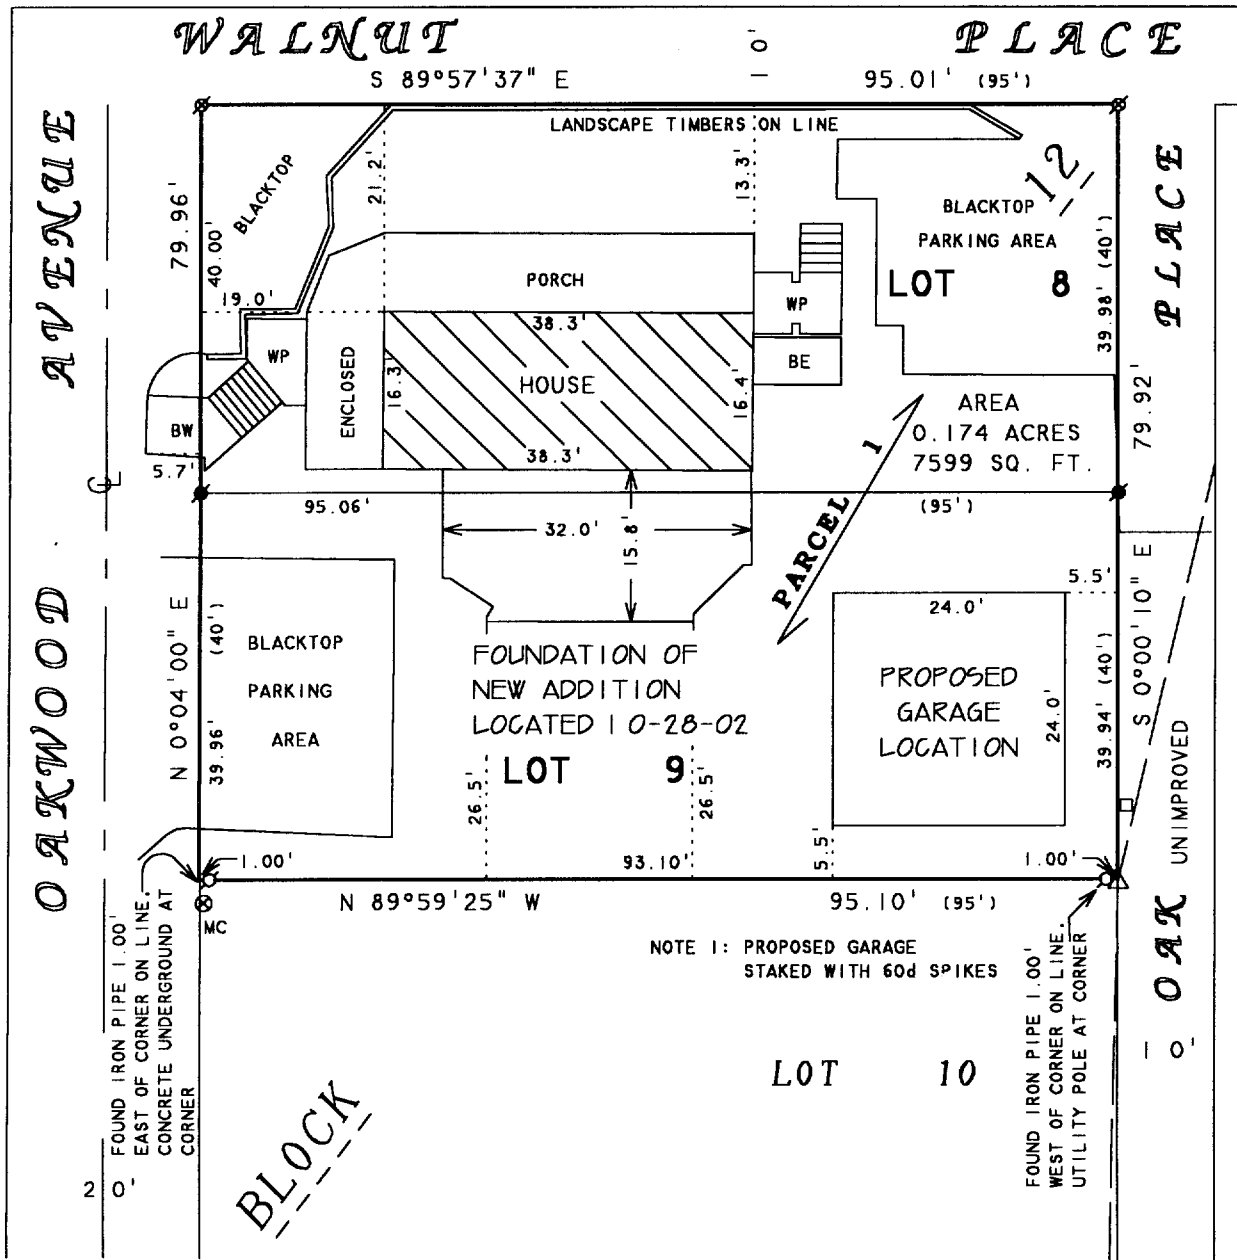 WALNUT PLACE
S 89°57'37" E
10'
95.01' (95')
LANDSCAPE TIMBERS ON LINE
OAKWOOD AVENUE
79.96'
40.00'
BLACKTOP
21.2'
13.3'
12
BLACKTOP
PARKING AREA
LOT 8
39.98' (40')
OAK PLACE
79.92'
19.0'
PORCH
WP
38.3'
WP
BE
ENCLOSED
16.3'
HOUSE
16.4'
BW
38.3'
5.7'
AREA
0.174 ACRES
7599 SQ. FT.
℄
95.06'
(95')
PARCEL 1
32.0'
15.8'
N 0°04'00" E
39.96' (40')
BLACKTOP
PARKING
AREA
FOUNDATION OF
NEW ADDITION
LOCATED 10-28-02
LOT 9
26.5'
26.5'
5.5'
24.0'
PROPOSED
GARAGE
LOCATION
24.0'
39.94' (40')
S 0°00'10" E
UNIMPROVED
5.5'
1.00'
93.10'
1.00'
N 89°59'25" W
95.10' (95')
MC
FOUND IRON PIPE 1.00'
EAST OF CORNER ON LINE.
CONCRETE UNDERGROUND AT
CORNER
NOTE 1: PROPOSED GARAGE
STAKED WITH 60d SPIKES
FOUND IRON PIPE 1.00'
WEST OF CORNER ON LINE.
UTILITY POLE AT CORNER
10'
LOT 10
BLOCK
20'